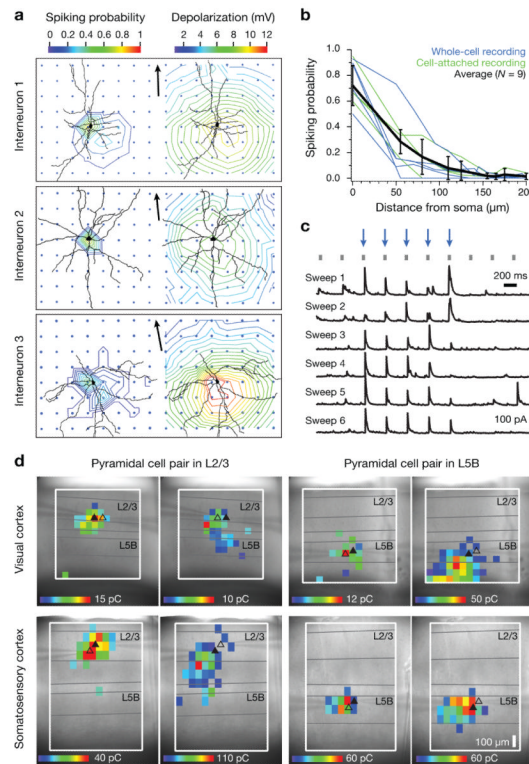 a
Spiking probability
Depolarization (mV)
0 0.2 0.4 0.6 0.8 1
2 4 6 8 10 12
Interneuron 1
Interneuron 2
Interneuron 3
b
Whole-cell recording
Cell-attached recording
Average (N = 9)
Spiking probability
1.0
0.8
0.6
0.4
0.2
0.0
0 50 100 150 200
Distance from soma (µm)
c
200 ms
Sweep 1
Sweep 2
Sweep 3
Sweep 4
Sweep 5
Sweep 6
100 pA
d
Pyramidal cell pair in L2/3
Pyramidal cell pair in L5B
Visual cortex
L2/3
L5B
15 pC
L2/3
L5B
10 pC
L2/3
L5B
12 pC
L2/3
L5B
50 pC
Somatosensory cortex
L2/3
L5B
40 pC
L2/3
L5B
110 pC
L2/3
L5B
60 pC
L2/3
L5B
100 µm
60 pC